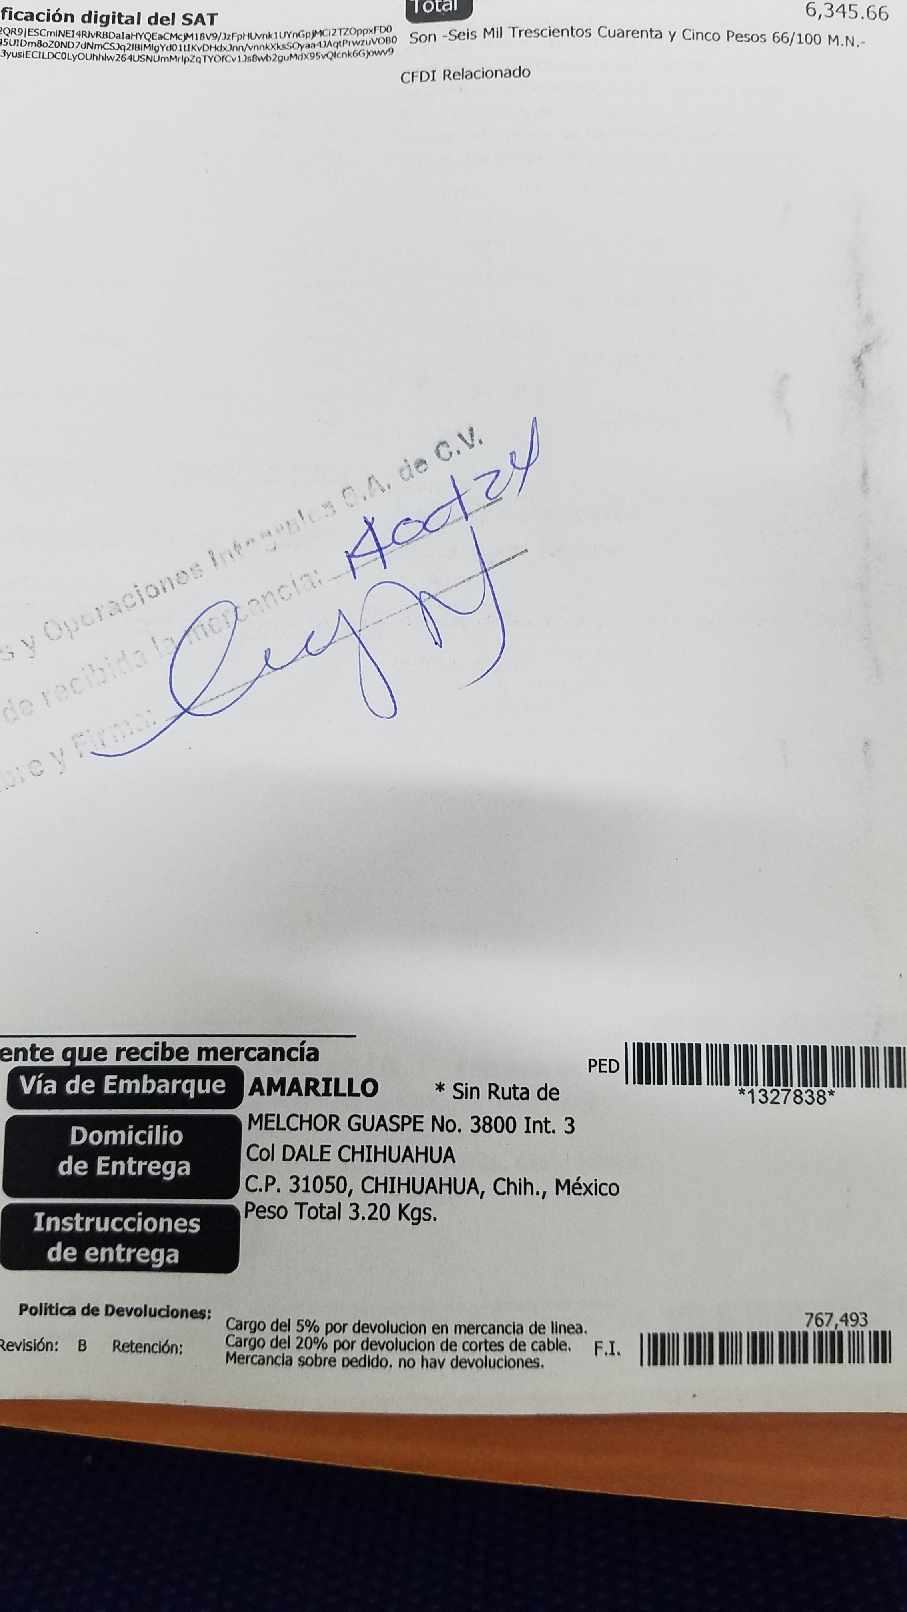 ficación digital del SAT
Total
6,345.66
Son -Seis Mil Trescientos Cuarenta y Cinco Pesos 66/100 M.N.-
CFDI Relacionado
s y Operaciones Integrales S.A. de C.V.
de recibida la mercancia: 4oct24
bre y Firma:
ente que recibe mercancía
PED
*1327838*
Vía de Embarque AMARILLO * Sin Ruta de
Domicilio de Entrega
MELCHOR GUASPE No. 3800 Int. 3
Col DALE CHIHUAHUA
C.P. 31050, CHIHUAHUA, Chih., México
Instrucciones de entrega
Peso Total 3.20 Kgs.
Politica de Devoluciones:
Cargo del 5% por devolucion en mercancia de linea.
Cargo del 20% por devolucion de cortes de cable.
Mercancia sobre pedido, no hay devoluciones.
Revisión: B Retención:
F.I.
767,493